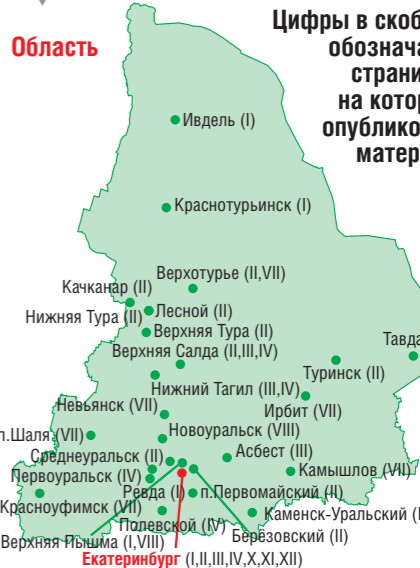 Цифры в скоб
обознача
Область
страни
на котор
опублико
матер
Ивдель (I)
Краснотурьинск (I)
Верхотурье (II,VII)
Качканар (II)
Лесной (II)
Нижняя Тура (II)
Верхняя Тура (II)
Верхняя Салда (II,III,IV)
Тавда
Туринск (II)
Нижний Тагил (III,IV)
Невьянск (VII)
Ирбит (VII)
п.Шаля (VII)
Новоуральск (VIII)
Среднеуральск (II)
Асбест (III)
Первоуральск (IV)
Камышлов (VII)
Ревда (I)
п.Первомайский (II)
Красноуфимск (VII)
Полевской (IV)
Каменск-Уральский (
Верхняя Пышма (I,VIII)
Берёзовский (II)
Екатеринбург (I,II,III,IV,X,XI,XII)